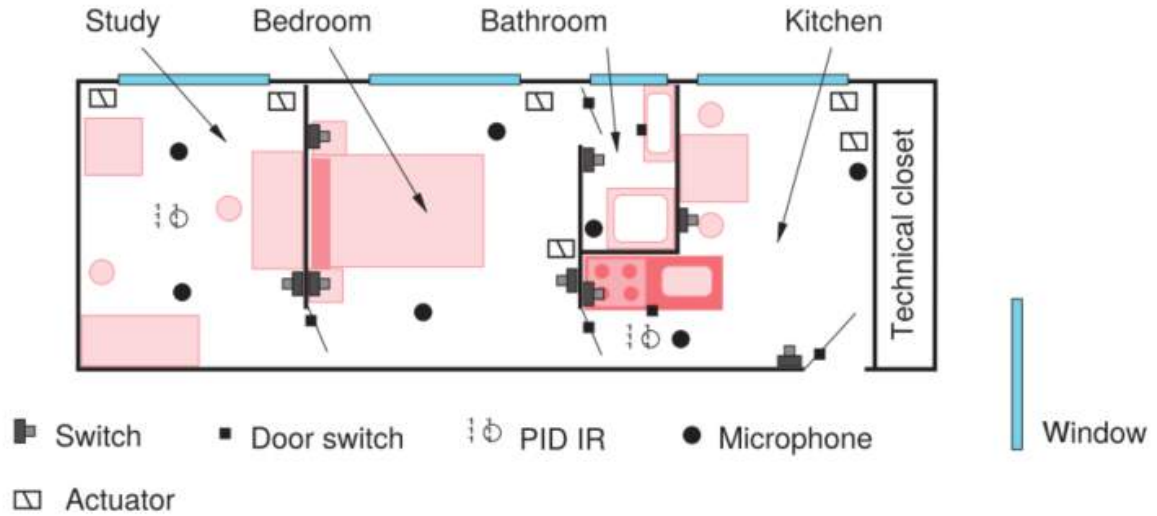 Study
Bedroom
Bathroom
Kitchen
Technical closet
Switch
Door switch
PID IR
Microphone
Window
Actuator